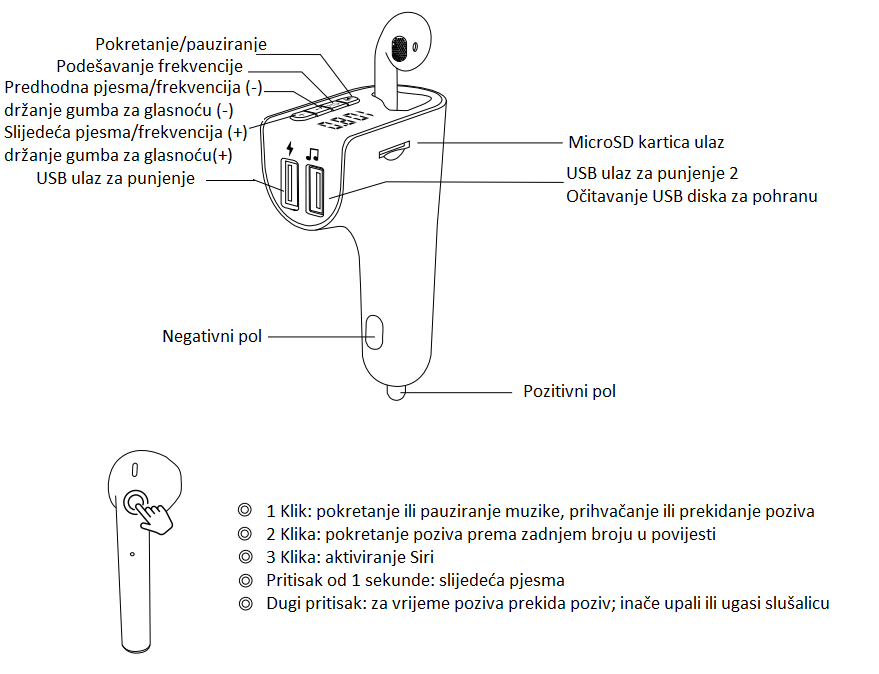 Pokretanje/pauziranje
Podešavanje frekvencije
Predhodna pjesma/frekvencija (-)
držanje gumba za glasnoću (-)
Slijedeća pjesma/frekvencija (+)
držanje gumba za glasnoću(+)
USB ulaz za punjenje
MicroSD kartica ulaz
USB ulaz za punjenje 2
Očitavanje USB diska za pohranu
Negativni pol
Pozitivni pol
1 Klik: pokretanje ili pauziranje muzike, prihvačanje ili prekidanje poziva
2 Klika: pokretanje poziva prema zadnjem broju u povijesti
3 Klika: aktiviranje Siri
Pritisak od 1 sekunde: slijedeća pjesma
Dugi pritisak: za vrijeme poziva prekida poziv; inače upali ili ugasi slušalicu